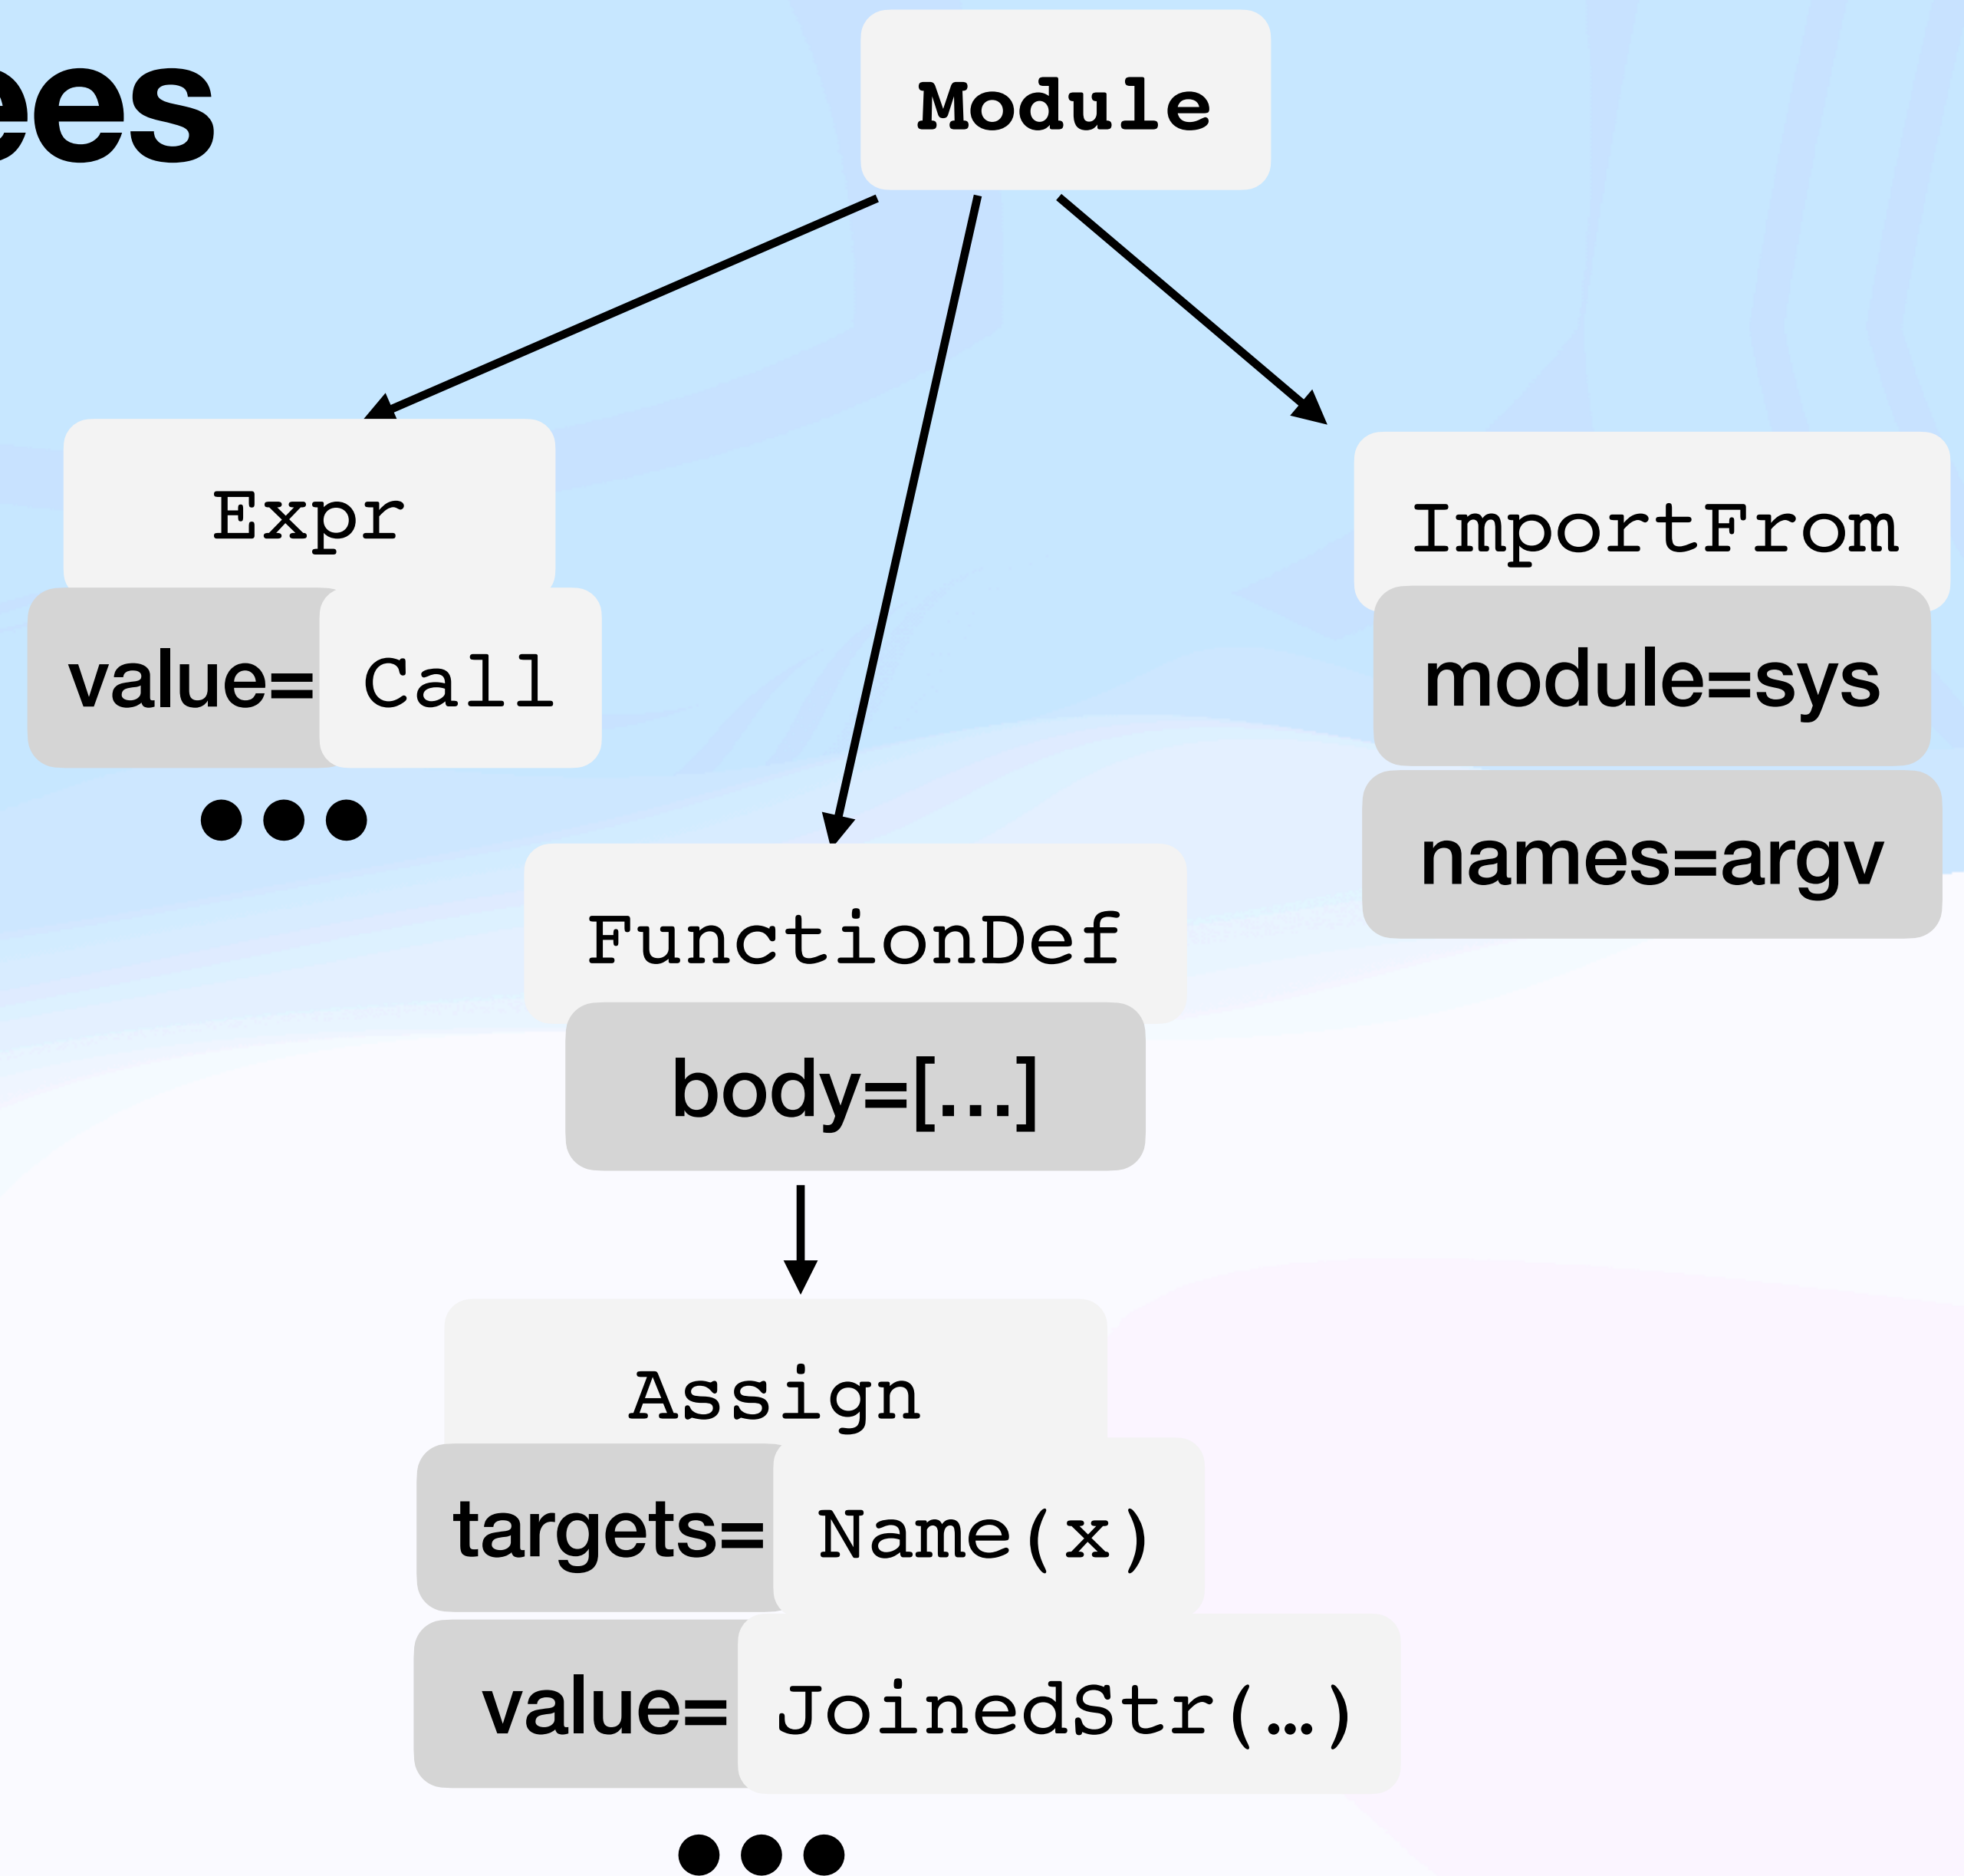 ees
Module
Expr
value= Call
•••
ImportFrom
module=sys
names=argv
FunctionDef
body=[...]
Assign
targets= Name(x)
value= JoinedStr(…)
•••